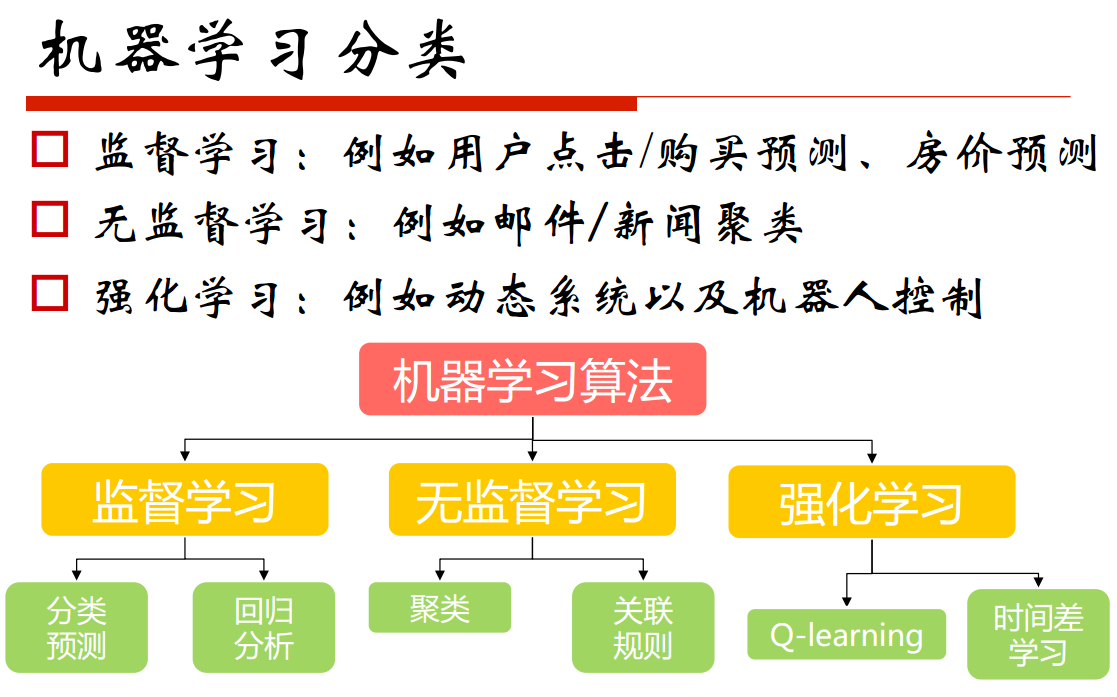 机器学习分类
监督学习：例如用户点击/购买预测、房价预测
无监督学习：例如邮件/新闻聚类
强化学习：例如动态系统以及机器人控制
机器学习算法
监督学习
无监督学习
强化学习
分类
预测
回归
分析
聚类
关联
规则
Q-learning
时间差
学习